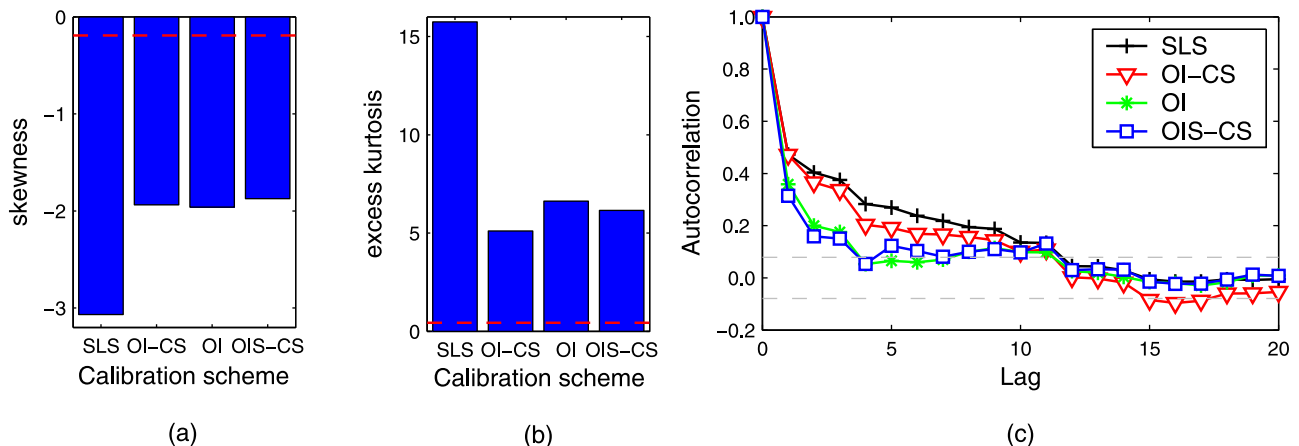 0
−1
−2
−3
skewness
SLS OI−CS OI OIS−CS
Calibration scheme
(a)
15
10
5
0
excess kurtosis
SLS OI−CS OI OIS−CS
Calibration scheme
(b)
1.0
0.8
0.6
0.4
0.2
0.0
−0.2
Autocorrelation
SLS
OI−CS
OI
OIS−CS
0 5 10 15 20
Lag
(c)